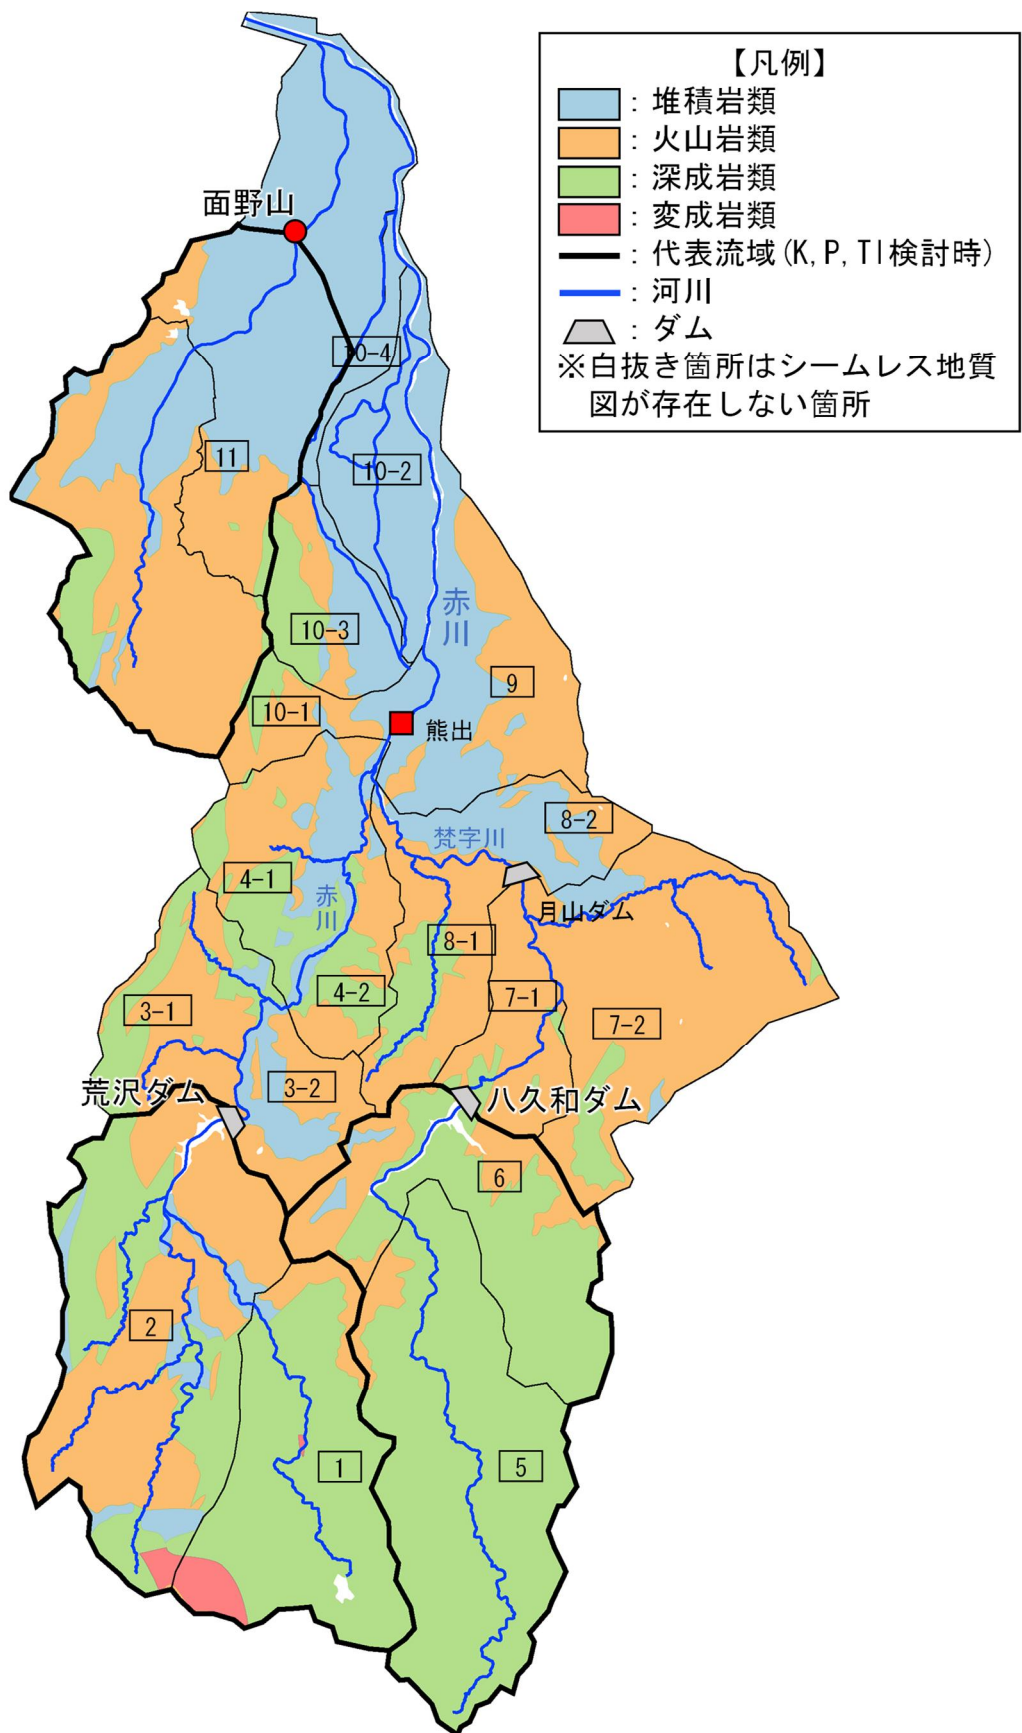 【凡例】
：堆積岩類
：火山岩類
：深成岩類
：変成岩類
：代表流域(K, P, TI検討時)
：河川
：ダム
※白抜き箇所はシームレス地質
図が存在しない箇所
面野山
10-4
11
10-2
赤川
10-3
9
10-1
熊出
8-2
梵字川
4-1
赤川
月山ダム
8-1
4-2
7-1
3-1
7-2
荒沢ダム
3-2
八久和ダム
6
2
1
5